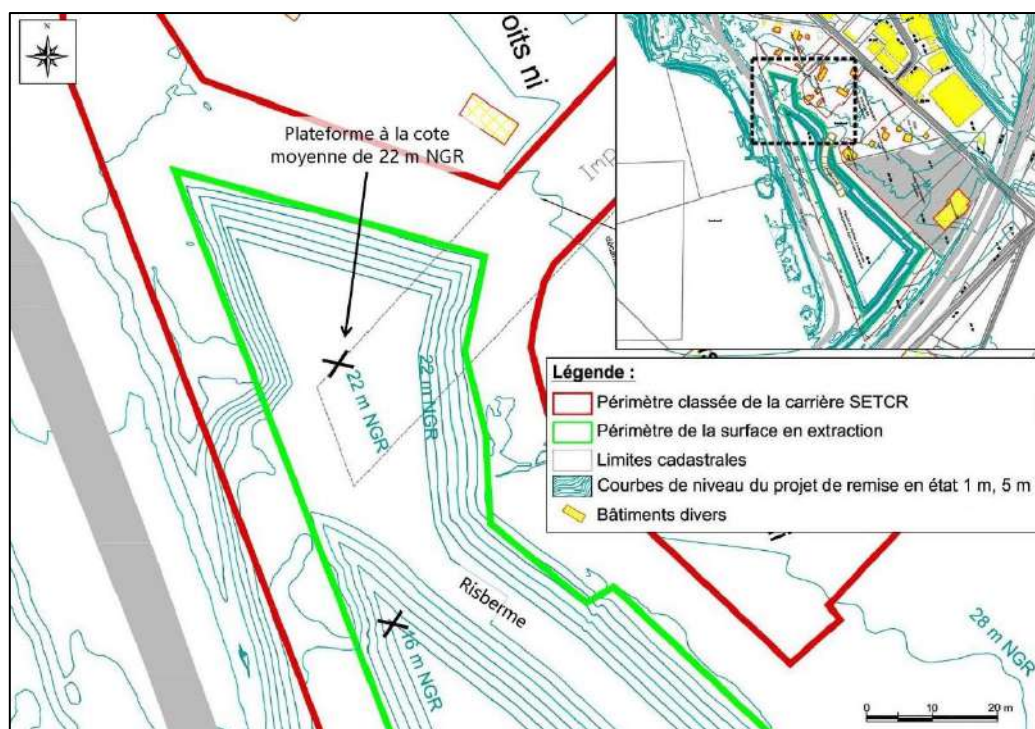 N
oits ni
Plateforme à la cote
moyenne de 22 m NGR
22 m NGR
22 m NGR
Risberme
16 m NGR
28 m NGR
Légende :
Périmètre classée de la carrière SETCR
Périmètre de la surface en extraction
Limites cadastrales
Courbes de niveau du projet de remise en état 1 m, 5 m
Bâtiments divers
0 10 20 m